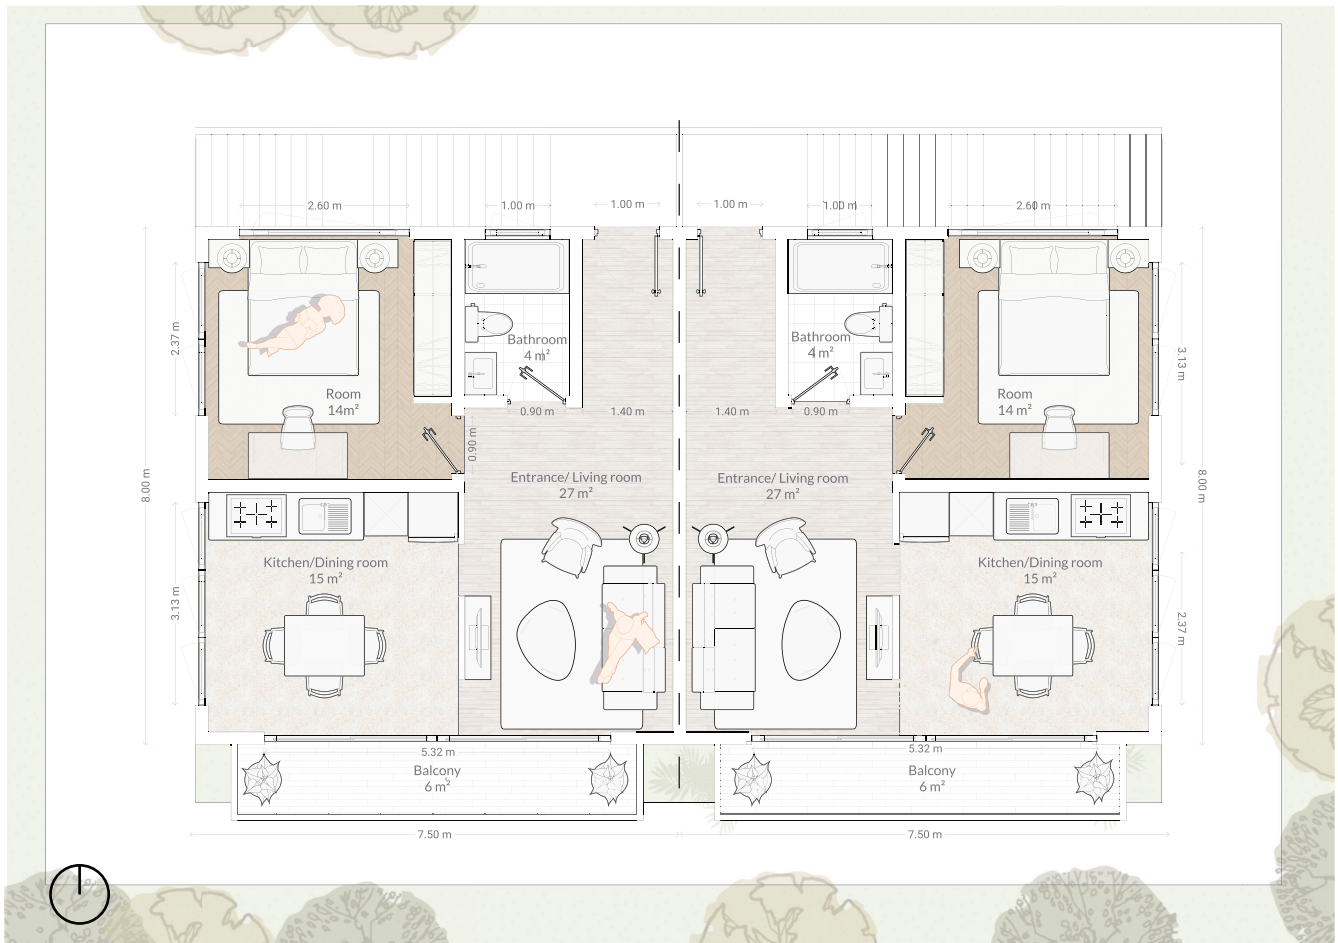 2.60 m
1.00 m
1.00 m
1.00 m
1.00 m
2.60 m
2.37 m
3.13 m
Bathroom
4 m²
Bathroom
4 m²
Room
14m²
Room
14 m²
0.90 m
1.40 m
1.40 m
0.90 m
0.90 m
8.00 m
8.00 m
Entrance/ Living room
27 m²
Entrance/ Living room
27 m²
Kitchen/Dining room
15 m²
Kitchen/Dining room
15 m²
3.13 m
2.37 m
5.32 m
5.32 m
Balcony
6 m²
Balcony
6 m²
7.50 m
7.50 m